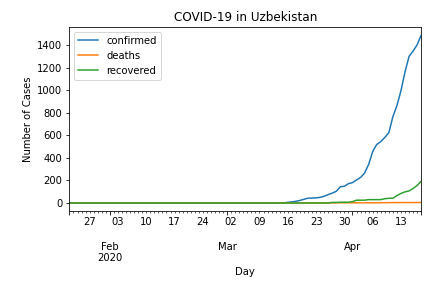 COVID-19 in Uzbekistan
confirmed
deaths
recovered
1400
1200
1000
800
600
400
200
0
Number of Cases
27 03 10 17 24 02 09 16 23 30 06 13
Feb Mar Apr
2020
Day